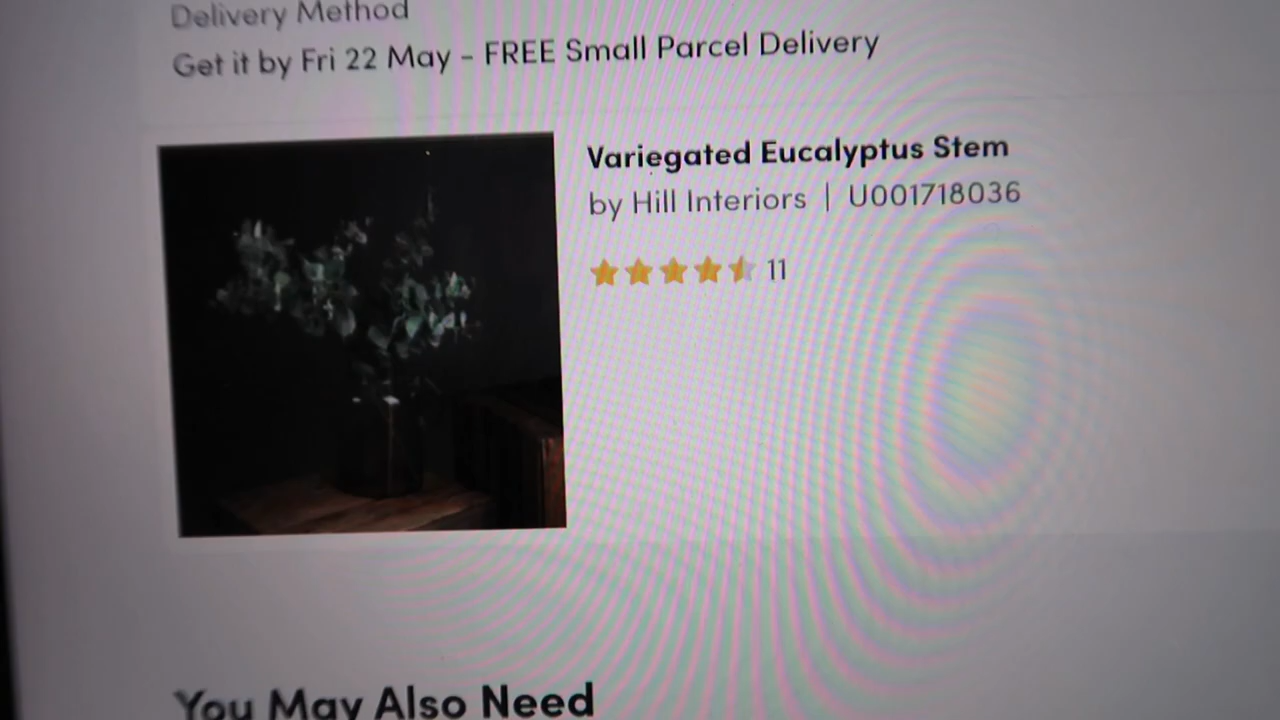 Delivery Method
Get it by Fri 22 May - FREE Small Parcel Delivery
Variegated Eucalyptus Stem
by Hill Interiors | U001718036
11
You May Also Need